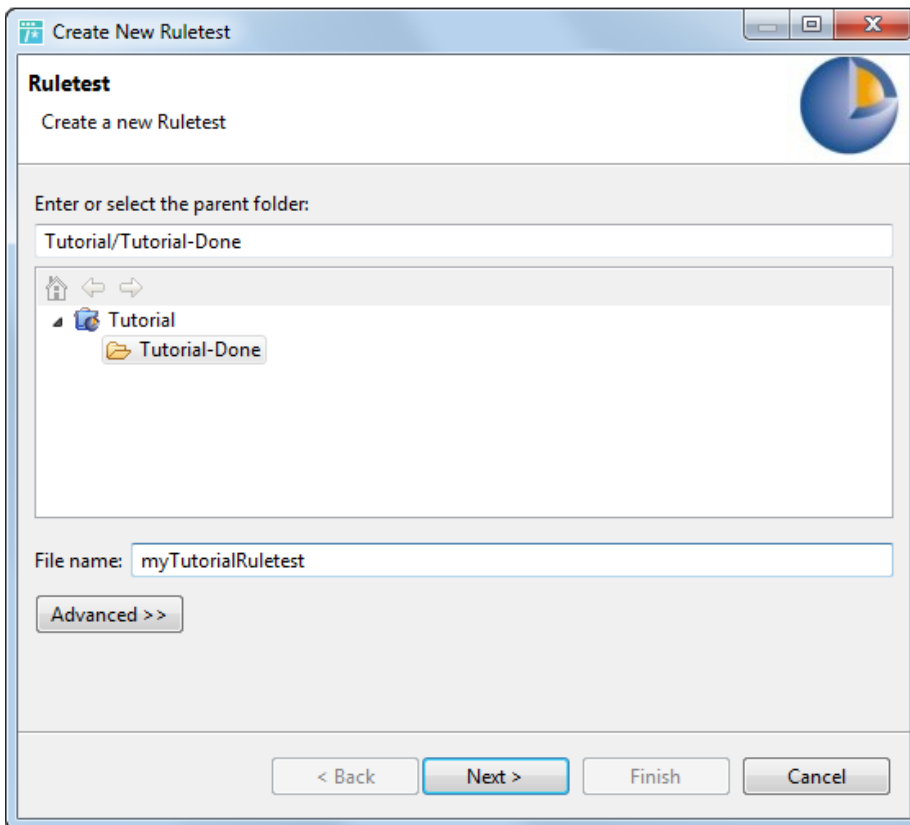 Create New Ruletest
Ruletest
Create a new Ruletest
Enter or select the parent folder:
Tutorial/Tutorial-Done
Tutorial
Tutorial-Done
File name: myTutorialRuletest
Advanced >>
< Back Next > Finish Cancel